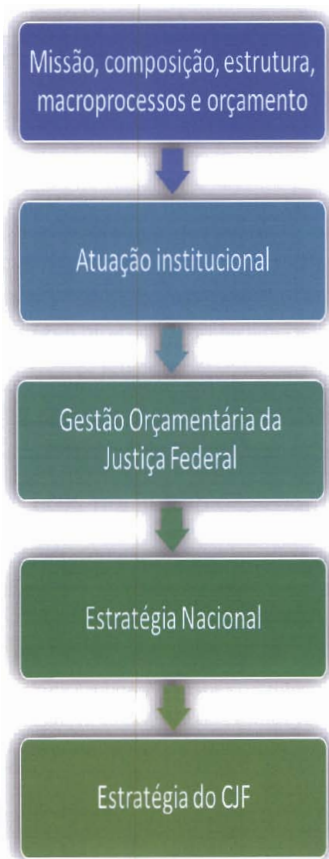 Missão, composição, estrutura,
macroprocessos e orçamento
Atuação institucional
Gestão Orçamentária da
Justiça Federal
Estratégia Nacional
Estratégia do CJF